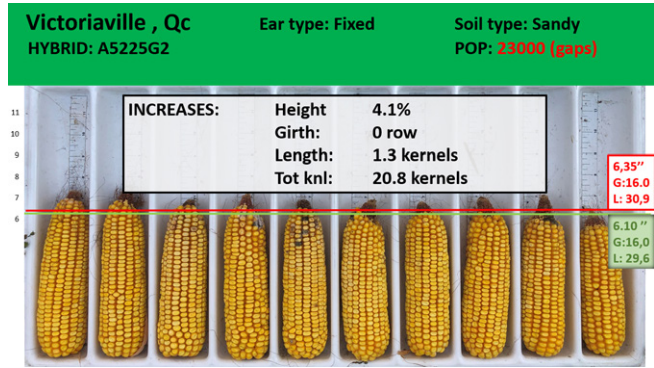 Victoriaville , Qc Ear type: Fixed Soil type: Sandy
HYBRID: A5225G2 POP: 23000 (gaps)
INCREASES: Height 4.1%
Girth: 0 row
Length: 1.3 kernels
Tot knl: 20.8 kernels
11
10
9
8
7
6
6,35’’
G:16.0
L: 30,9
6.10 ’’
G:16,0
L: 29,6